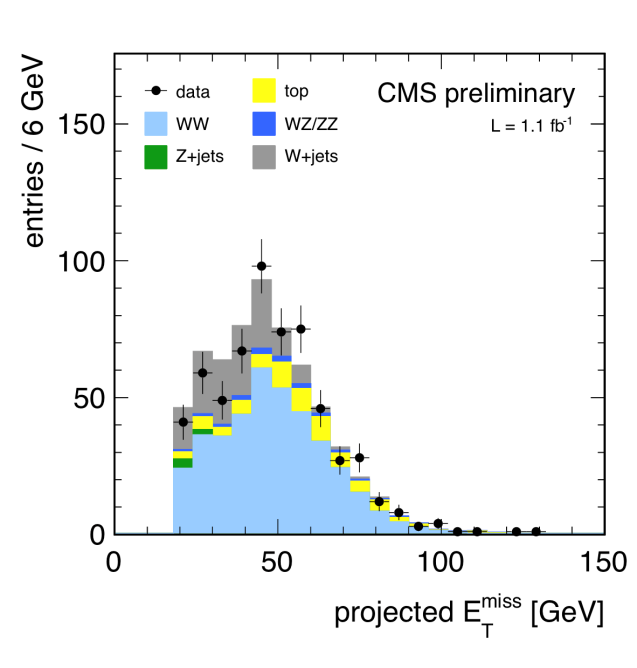 entries / 6 GeV
CMS preliminary
L = 1.1 fb-1
data
top
WW
WZ/ZZ
Z+jets
W+jets
150
100
50
0
0 50 100 150
projected E_T^miss [GeV]